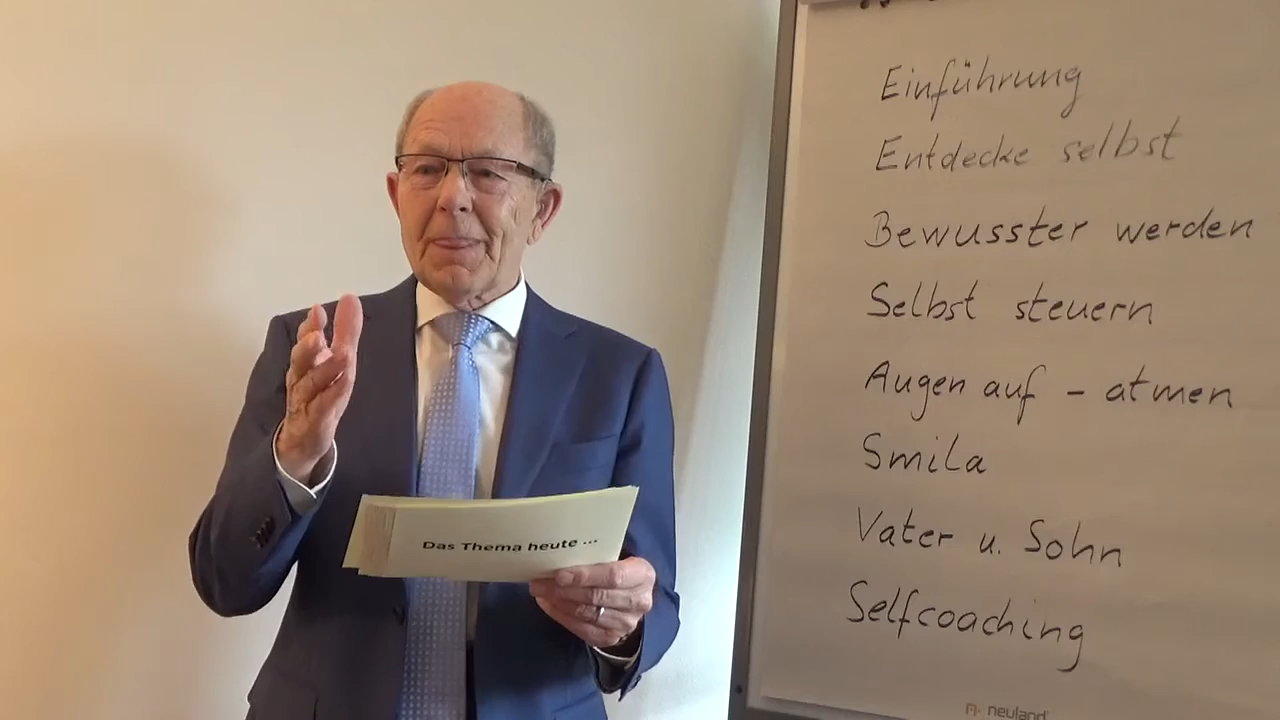 Einführung
Entdecke selbst
Bewusster werden
Selbst steuern
Augen auf - atmen
Smila
Vater u. Sohn
Selfcoaching
Das Thema heute ...
neuland